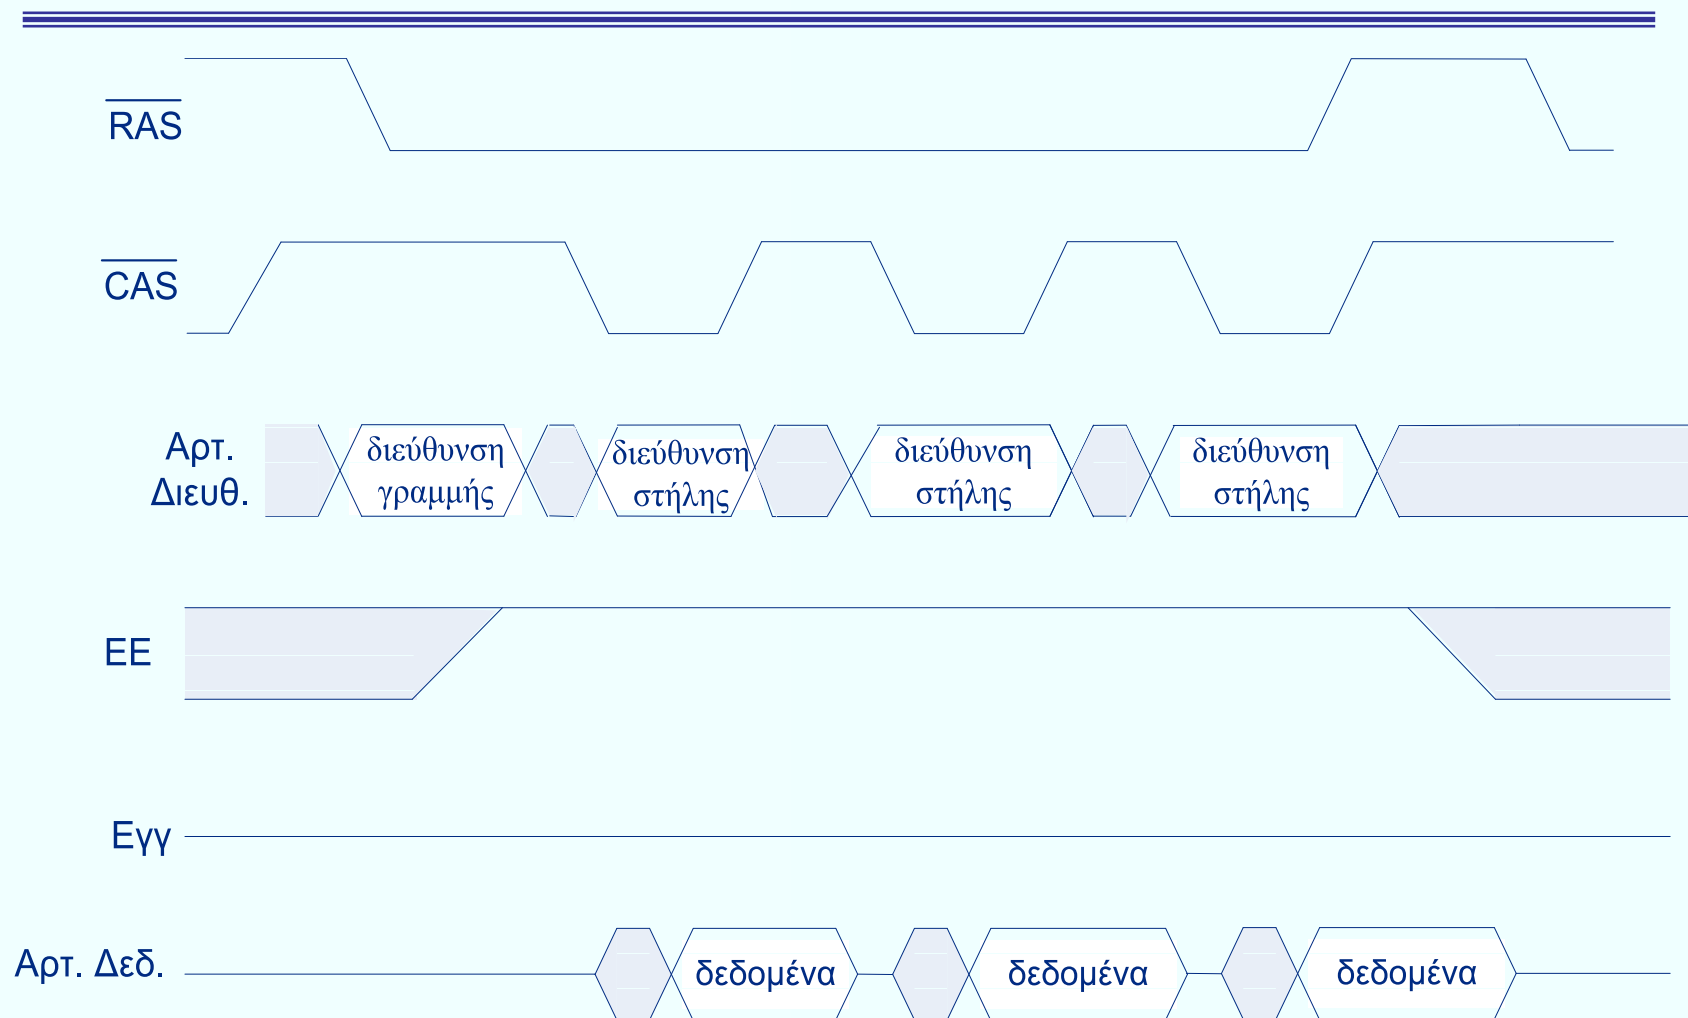 RAS
CAS
Αρτ.
Διευθ.
διεύθυνση
γραμμής
διεύθυνση
στήλης
διεύθυνση
στήλης
διεύθυνση
στήλης
ΕΕ
Εγγ
Αρτ. Δεδ.
δεδομένα
δεδομένα
δεδομένα